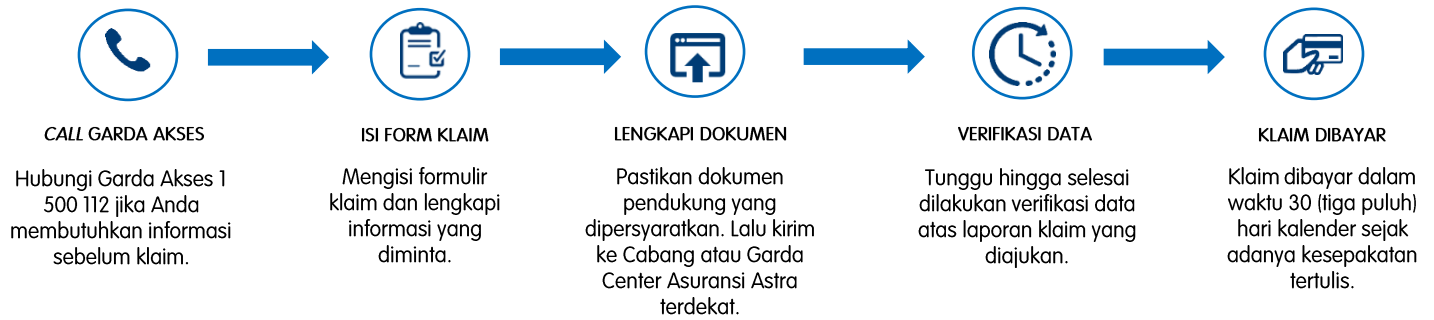 CALL GARDA AKSES
Hubungi Garda Akses 1
500 112 jika Anda
membutuhkan informasi
sebelum klaim.
ISI FORM KLAIM
Mengisi formulir
klaim dan lengkapi
informasi yang
diminta.
LENGKAPI DOKUMEN
Pastikan dokumen
pendukung yang
dipersyaratkan. Lalu kirim
ke Cabang atau Garda
Center Asuransi Astra
terdekat.
VERIFIKASI DATA
Tunggu hingga selesai
dilakukan verifikasi data
atas laporan klaim yang
diajukan.
KLAIM DIBAYAR
Klaim dibayar dalam
waktu 30 (tiga puluh)
hari kalender sejak
adanya kesepakatan
tertulis.